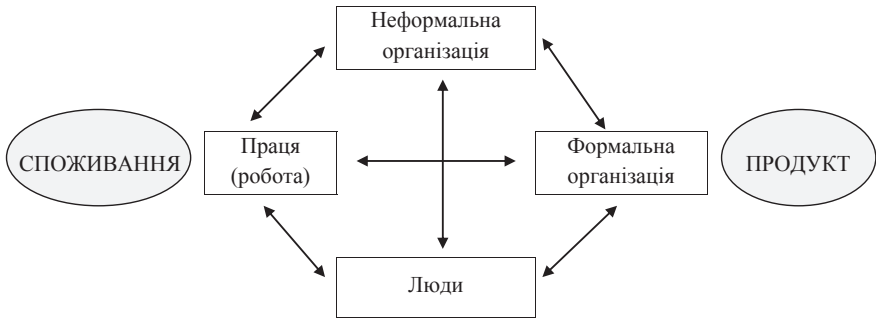 Неформальна
організація
СПОЖИВАННЯ
Праця
(робота)
Формальна
організація
ПРОДУКТ
Люди